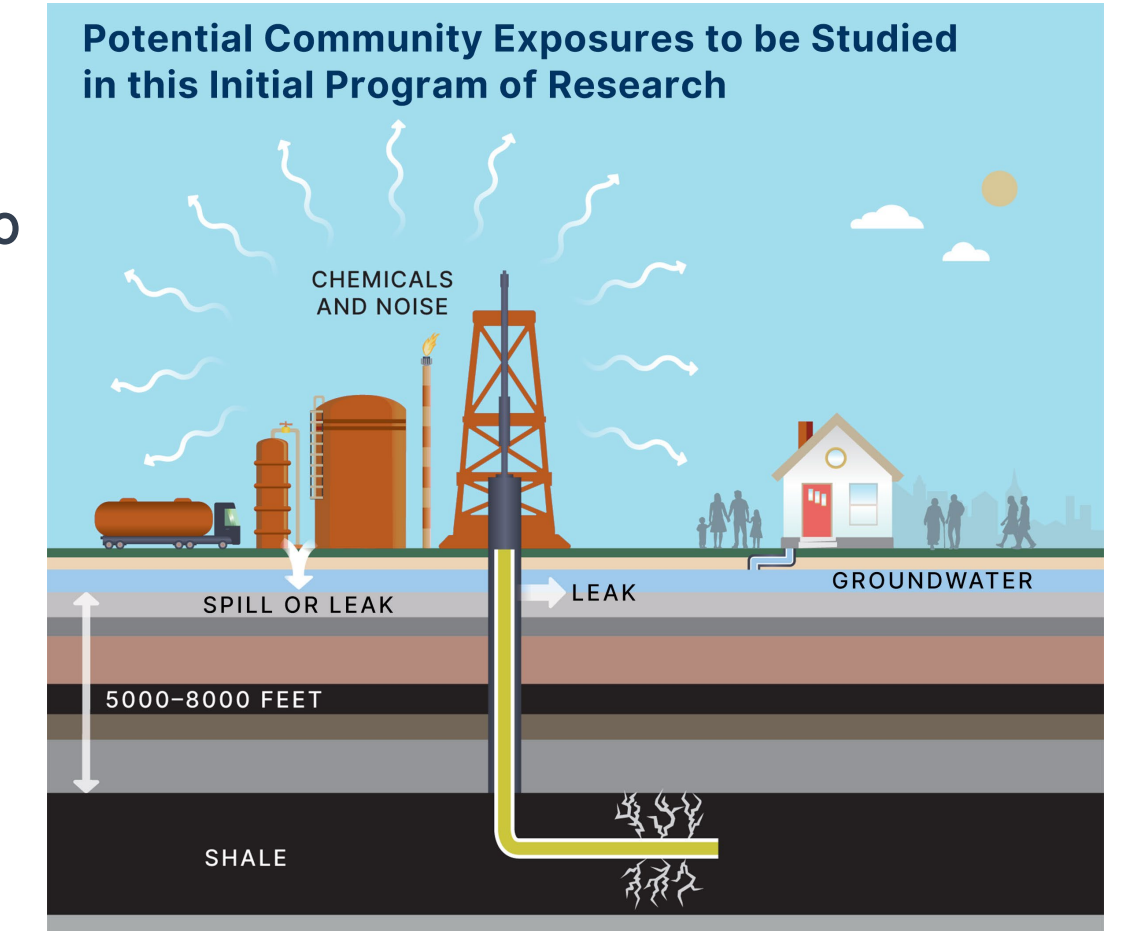 Potential Community Exposures to be Studied
in this Initial Program of Research
CHEMICALS
AND NOISE
GROUNDWATER
LEAK
SPILL OR LEAK
5000–8000 FEET
SHALE